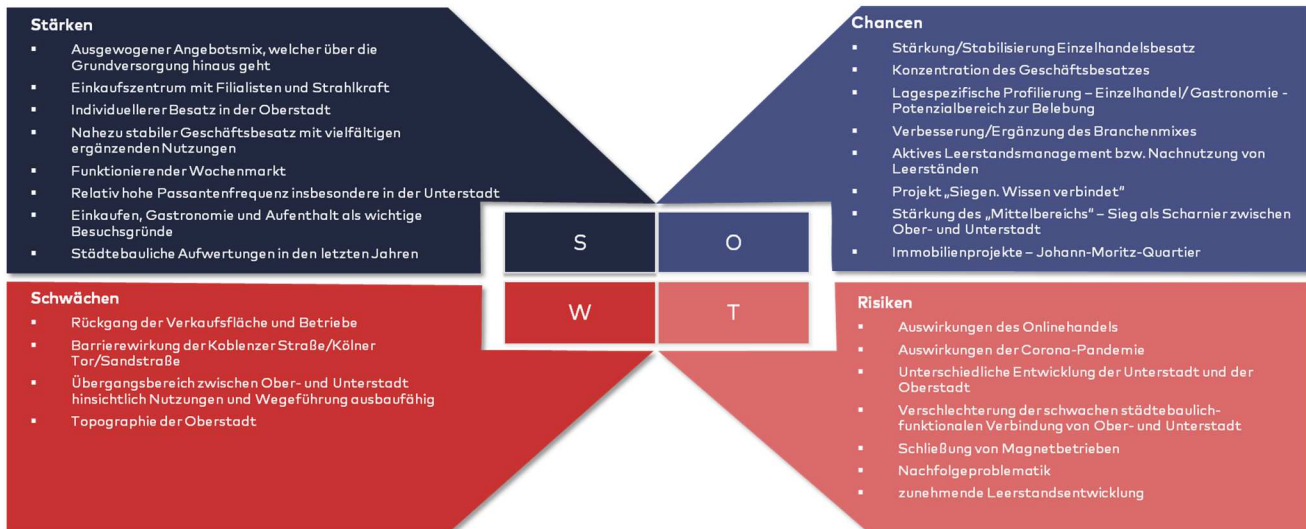 Stärken
▪ Ausgewogener Angebotsmix, welcher über die
Grundversorgung hinaus geht
▪ Einkaufszentrum mit Filialisten und Strahlkraft
▪ Individuellerer Besatz in der Oberstadt
▪ Nahezu stabiler Geschäftsbesatz mit vielfältigen
ergänzenden Nutzungen
▪ Funktionierender Wochenmarkt
▪ Relativ hohe Passantenfrequenz insbesondere in der Unterstadt
▪ Einkaufen, Gastronomie und Aufenthalt als wichtige
Besuchsgründe
▪ Städtebauliche Aufwertungen in den letzten Jahren
Chancen
▪ Stärkung/Stabilisierung Einzelhandelsbesatz
▪ Konzentration des Geschäftsbesatzes
▪ Lagespezifische Profilierung – Einzelhandel/ Gastronomie -
Potenzialbereich zur Belebung
▪ Verbesserung/Ergänzung des Branchenmixes
▪ Aktives Leerstandsmanagement bzw. Nachnutzung von
Leerständen
▪ Projekt „Siegen. Wissen verbindet“
▪ Stärkung des „Mittelbereichs“ – Sieg als Scharnier zwischen
Ober- und Unterstadt
▪ Immobilienprojekte – Johann-Moritz-Quartier
S
O
W
T
Schwächen
▪ Rückgang der Verkaufsfläche und Betriebe
▪ Barrierewirkung der Koblenzer Straße/Kölner
Tor/Sandstraße
▪ Übergangsbereich zwischen Ober- und Unterstadt
hinsichtlich Nutzungen und Wegeführung ausbaufähig
▪ Topographie der Oberstadt
Risiken
▪ Auswirkungen des Onlinehandels
▪ Auswirkungen der Corona-Pandemie
▪ Unterschiedliche Entwicklung der Unterstadt und der
Oberstadt
▪ Verschlechterung der schwachen städtebaulich-
funktionalen Verbindung von Ober- und Unterstadt
▪ Schließung von Magnetbetrieben
▪ Nachfolgeproblematik
▪ zunehmende Leerstandsentwicklung